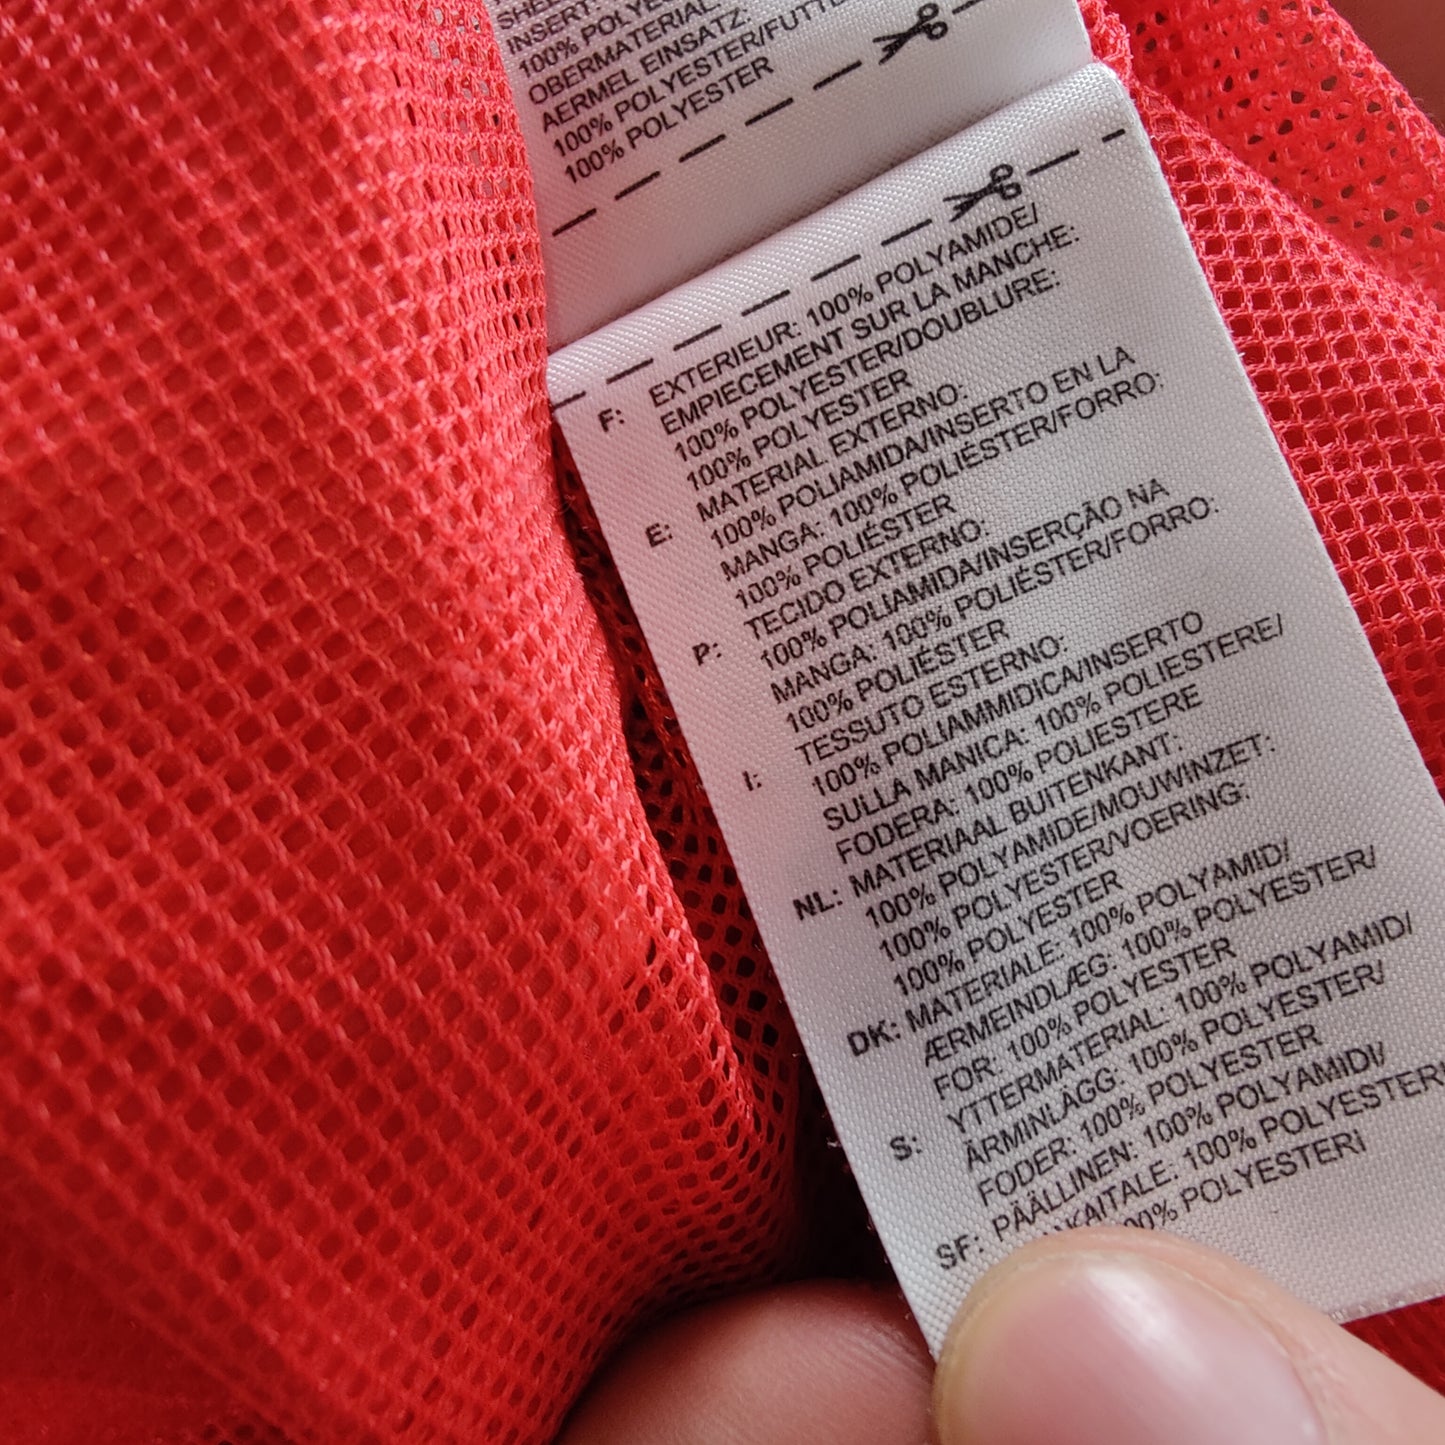 INSERT
100% POLYES
OBERMATERIAL
AERMEL EINSATZ:
100% POLYESTER/FUTTE
100% POLYESTER
F: EXTERIEUR: 100% POLYAMIDE/
EMPIECEMENT SUR LA MANCHE:
100% POLYESTER/DOUBLURE:
100% POLYESTER
E: MATERIAL EXTERNO:
100% POLIAMIDA/INSERTO EN LA
MANGA: 100% POLIÉSTER/FORRO:
100% POLIÉSTER
P: TECIDO EXTERNO:
100% POLIAMIDA/INSERÇÃO NA
MANGA: 100% POLIÉSTER/FORRO:
100% POLIÉSTER
I: TESSUTO ESTERNO:
100% POLIAMMIDICA/INSERTO
SULLA MANICA: 100% POLIESTERE/
FODERA: 100% POLIESTERE
NL: MATERIAAL BUITENKANT:
100% POLYAMIDE/MOUWINZET:
100% POLYESTER/VOERING:
100% POLYESTER
DK: MATERIALE: 100% POLYAMID/
ÆRMEINDLÆG: 100% POLYESTER/
FOR: 100% POLYESTER
S: YTTERMATERIAL: 100% POLYAMID/
ÄRMINLÄGG: 100% POLYESTER/
FODER: 100% POLYESTER
SF: PÄÄLLINEN: 100% POLYAMIDI/
KAITALE: 100% POLYESTERI
00% POLYESTERI